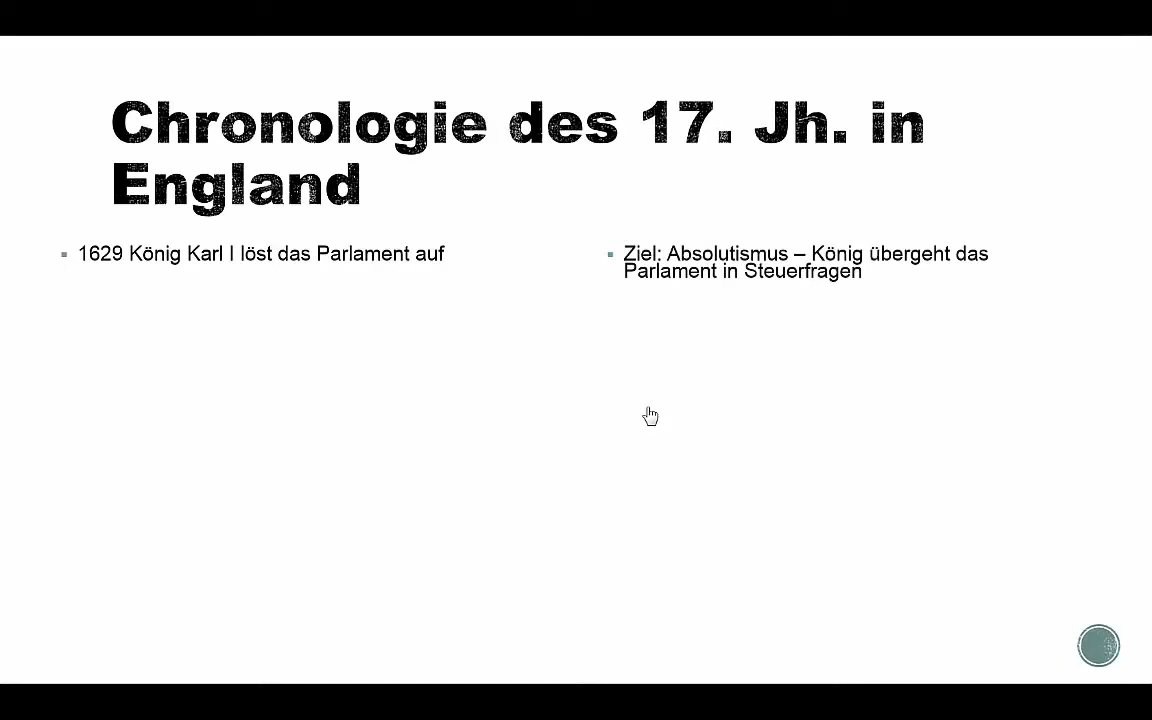 Chronologie des 17. Jh. in
England
1629 König Karl I löst das Parlament auf
Ziel: Absolutismus – König übergeht das
Parlament in Steuerfragen